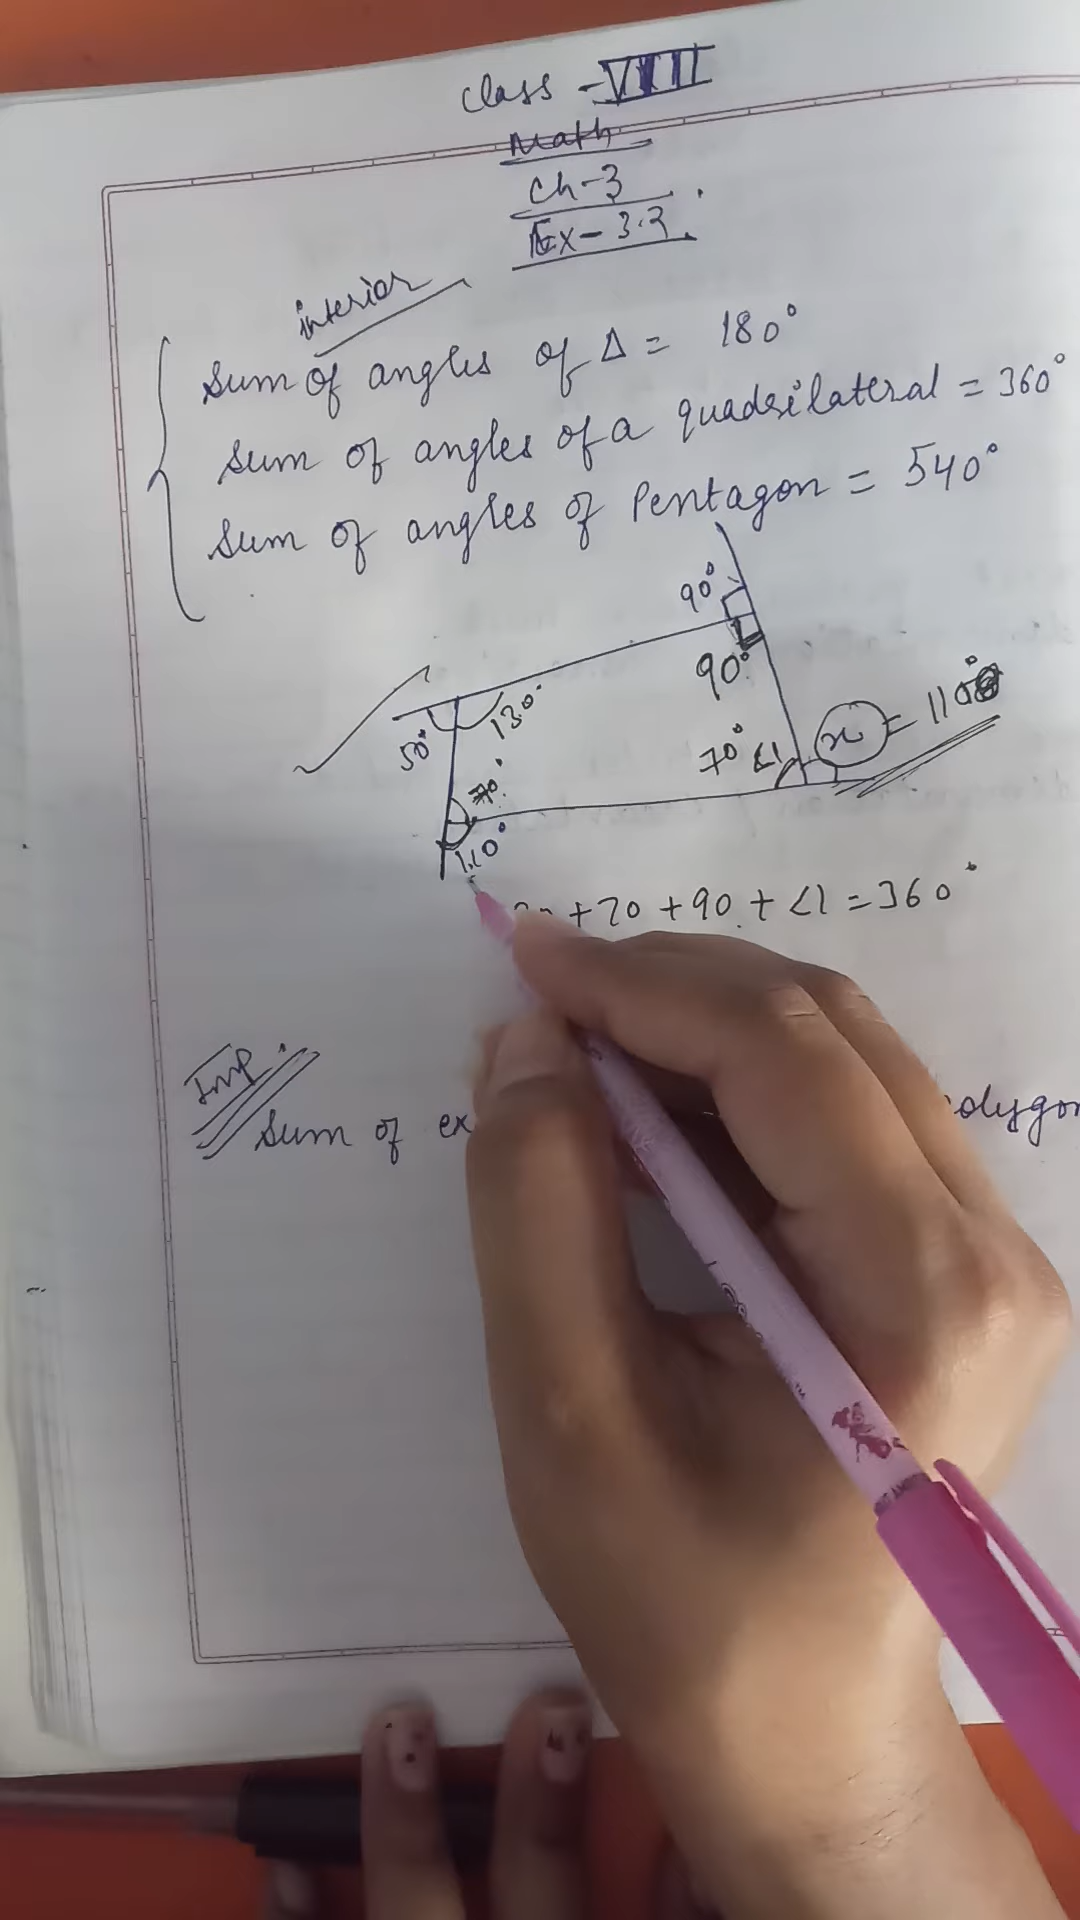 Class - VIII
Math
Ch-3
Ex - 3.2
interior
Sum of angles of Δ = 180°
Sum of angles of a quadrilateral = 360°
Sum of angles of Pentagon = 540°
90°
90°
50° 130°
70° ∠1 x = 110°
70°
110°
+70 +90 + ∠1 = 360°
Imp.
Sum of ex olygon